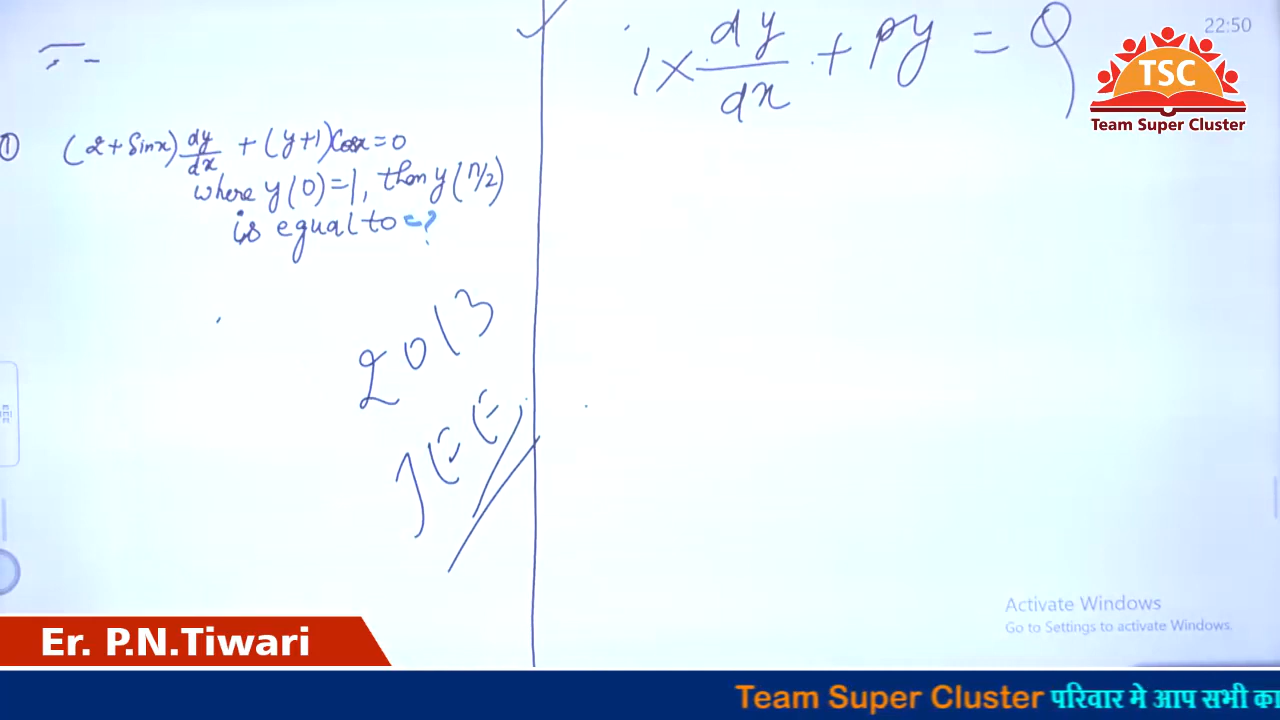 ① (2+Sinx) dy/dx + (y+1)Cosx=0
where y(0)=1, then y(π/2)
is equal to =?
2013
JEE
1× dy/dx + Py = Q
22:50
TSC
Team Super Cluster
Activate Windows
Go to Settings to activate Windows.
Er. P.N.Tiwari
Team Super Cluster परिवार मे आप सभी का